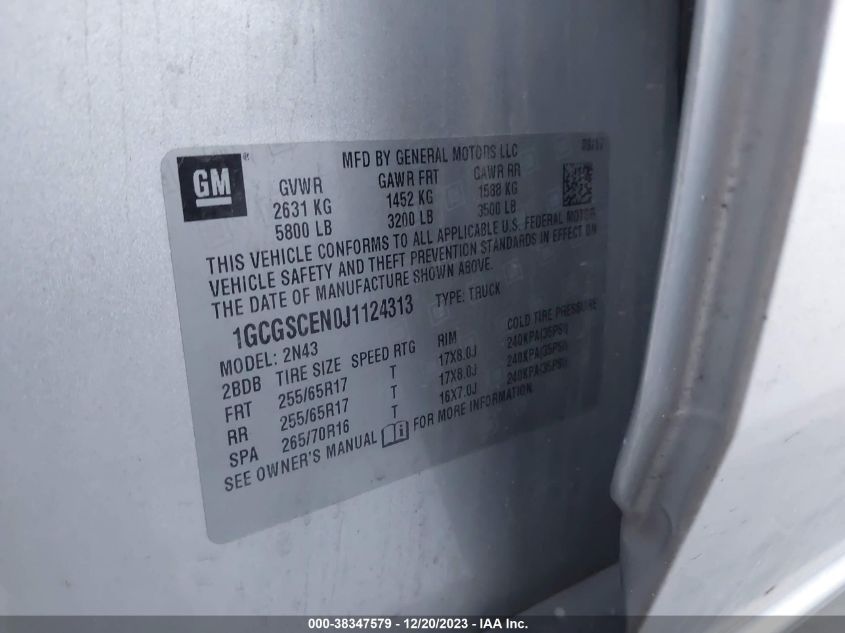 GM
MFD BY GENERAL MOTORS LLC 09/17
GVWR GAWR FRT GAWR RR
2631 KG 1452 KG 1588 KG
5800 LB 3200 LB 3500 LB
THIS VEHICLE CONFORMS TO ALL APPLICABLE U.S. FEDERAL MOTOR
VEHICLE SAFETY AND THEFT PREVENTION STANDARDS IN EFFECT ON
THE DATE OF MANUFACTURE SHOWN ABOVE.
1GCGSCEN0J1124313 TYPE: TRUCK
MODEL: 2N43
2BDB TIRE SIZE SPEED RTG RIM COLD TIRE PRESSURE
FRT 255/65R17 T 17X8.0J 240KPA(35PSI)
RR 255/65R17 T 17X8.0J 240KPA(35PSI)
SPA 265/70R16 T 16X7.0J 240KPA(35PSI)
SEE OWNER'S MANUAL FOR MORE INFORMATION
000-38347579 - 12/20/2023 - IAA Inc.